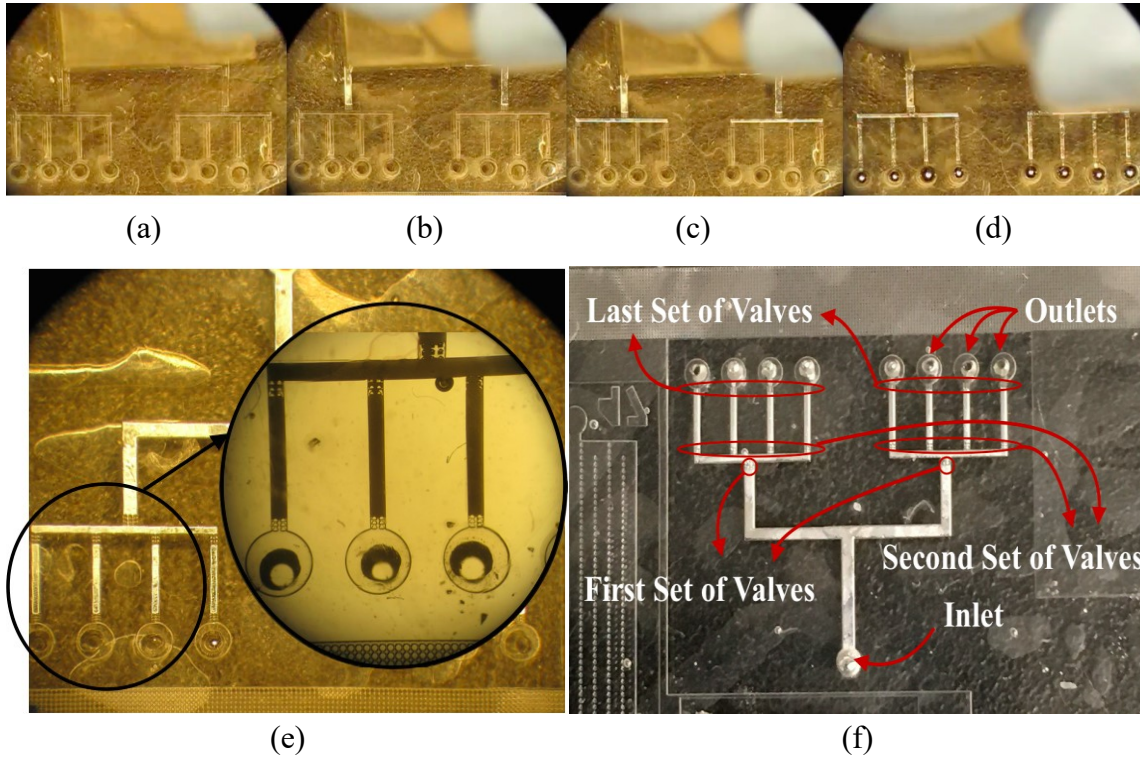 (a) (b) (c) (d)
Last Set of Valves Outlets
First Set of Valves
Second Set of Valves
Inlet
(e) (f)